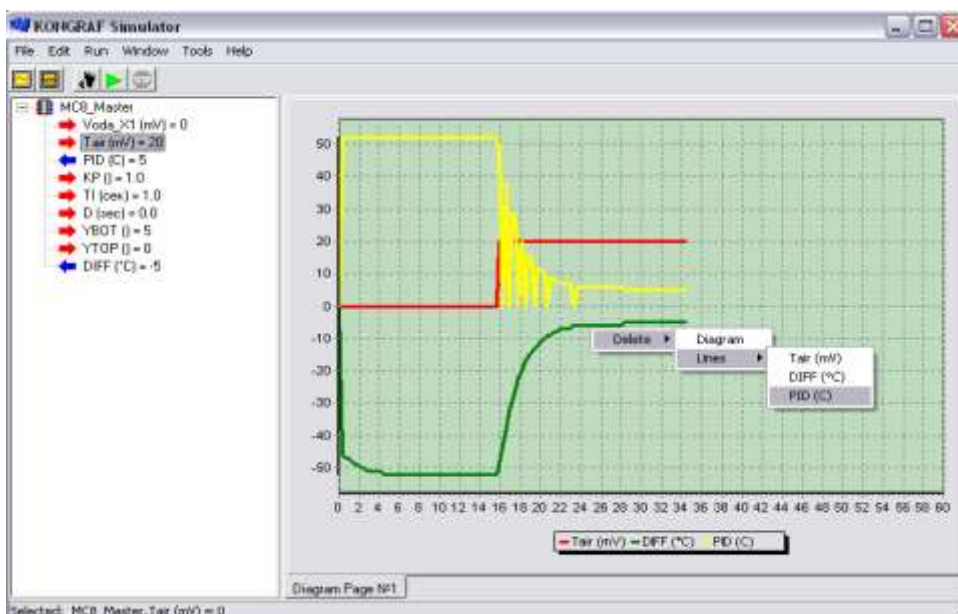 KONGRAF Simulator
File Edit Run Window Tools Help
MC8_Master
Voda_X1 (mV) = 0
Tair (mV) = 20
PID (C) = 5
KP () = 1.0
TI (сек) = 1.0
D (sec) = 0.0
YBOT () = 5
YTOP () = 0
DIFF (°C) = -5
50
40
30
20
10
0
-10
-20
-30
-40
-50
0 2 4 6 8 10 12 14 16 18 20 22 24 26 28 30 32 34 36 38 40 42 44 46 48 50 52 54 56 58 60
Delete Diagram
Lines Tair (mV)
DIFF (°C)
PID (C)
Tair (mV) DIFF (°C) PID (C)
Diagram Page №1
Selected: MC8_Master.Tair (mV) = 0